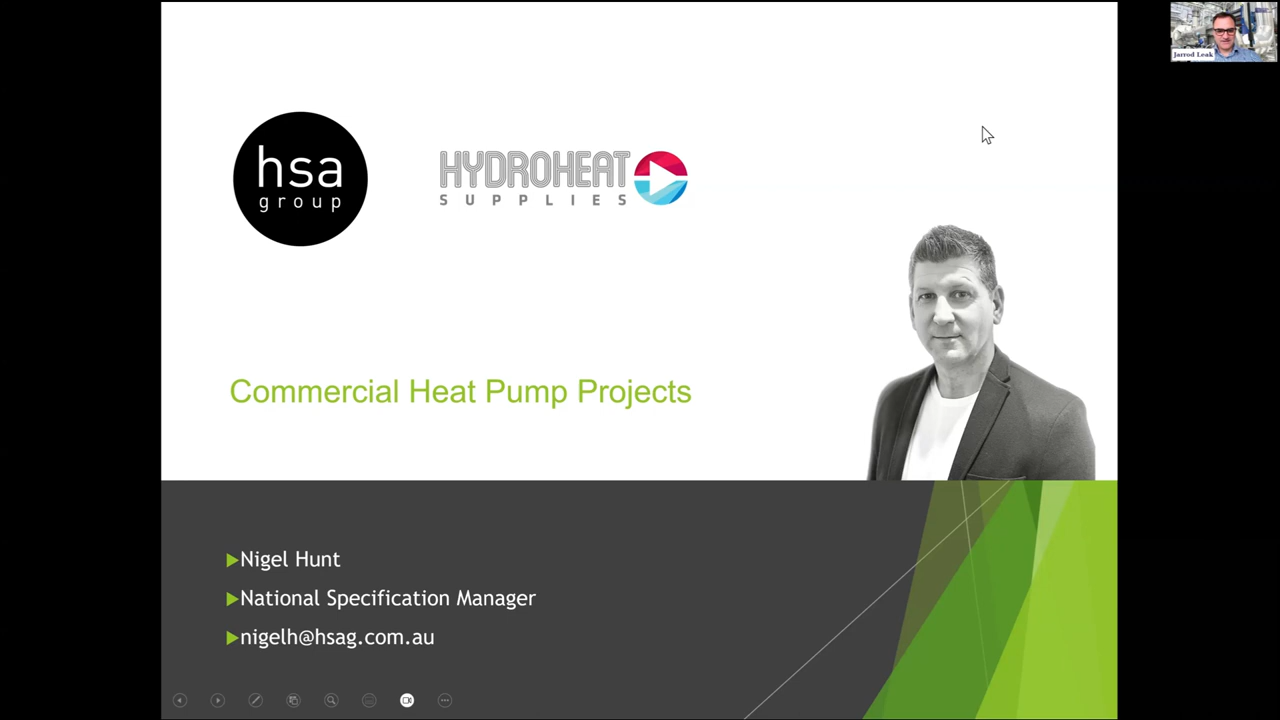 Jarrod Leak
hsa
group
HYDROHEAT
SUPPLIES
Commercial Heat Pump Projects
Nigel Hunt
National Specification Manager
nigelh@hsag.com.au